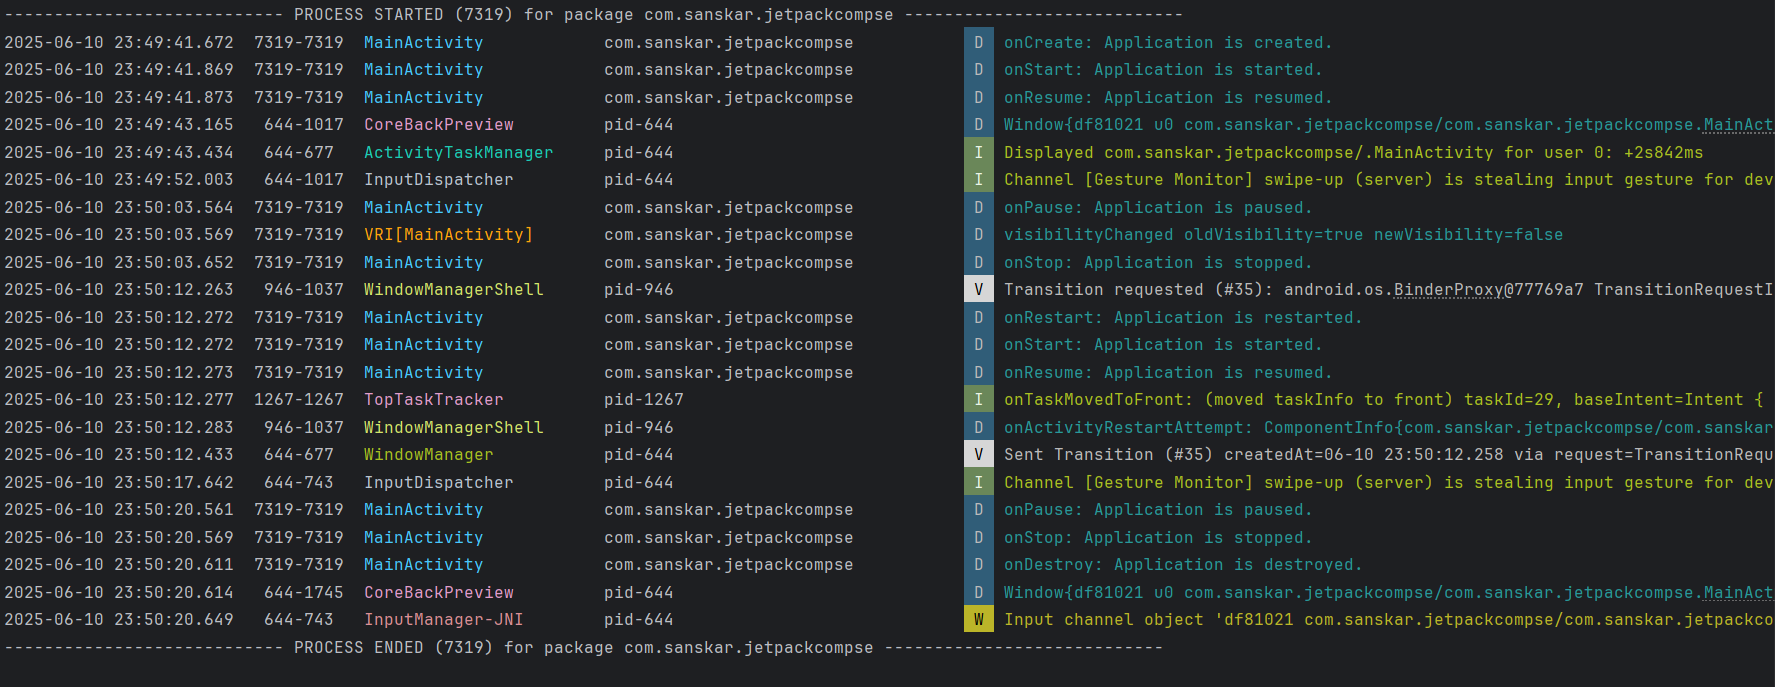 ---------------------------- PROCESS STARTED (7319) for package com.sanskar.jetpackcompse ----------------------------
2025-06-10 23:49:41.672  7319-7319  MainActivity            com.sanskar.jetpackcompse            D  onCreate: Application is created.
2025-06-10 23:49:41.869  7319-7319  MainActivity            com.sanskar.jetpackcompse            D  onStart: Application is started.
2025-06-10 23:49:41.873  7319-7319  MainActivity            com.sanskar.jetpackcompse            D  onResume: Application is resumed.
2025-06-10 23:49:43.165   644-1017  CoreBackPreview         pid-644                              D  Window{df81021 u0 com.sanskar.jetpackcompse/com.sanskar.jetpackcompse.MainAct
2025-06-10 23:49:43.434   644-677   ActivityTaskManager     pid-644                              I  Displayed com.sanskar.jetpackcompse/.MainActivity for user 0: +2s842ms
2025-06-10 23:49:52.003   644-1017  InputDispatcher         pid-644                              I  Channel [Gesture Monitor] swipe-up (server) is stealing input gesture for dev
2025-06-10 23:50:03.564  7319-7319  MainActivity            com.sanskar.jetpackcompse            D  onPause: Application is paused.
2025-06-10 23:50:03.569  7319-7319  VRI[MainActivity]       com.sanskar.jetpackcompse            D  visibilityChanged oldVisibility=true newVisibility=false
2025-06-10 23:50:03.652  7319-7319  MainActivity            com.sanskar.jetpackcompse            D  onStop: Application is stopped.
2025-06-10 23:50:12.263   946-1037  WindowManagerShell      pid-946                              V  Transition requested (#35): android.os.BinderProxy@77769a7 TransitionRequestI
2025-06-10 23:50:12.272  7319-7319  MainActivity            com.sanskar.jetpackcompse            D  onRestart: Application is restarted.
2025-06-10 23:50:12.272  7319-7319  MainActivity            com.sanskar.jetpackcompse            D  onStart: Application is started.
2025-06-10 23:50:12.273  7319-7319  MainActivity            com.sanskar.jetpackcompse            D  onResume: Application is resumed.
2025-06-10 23:50:12.277  1267-1267  TopTaskTracker          pid-1267                             I  onTaskMovedToFront: (moved taskInfo to front) taskId=29, baseIntent=Intent {
2025-06-10 23:50:12.283   946-1037  WindowManagerShell      pid-946                              D  onActivityRestartAttempt: ComponentInfo{com.sanskar.jetpackcompse/com.sanskar
2025-06-10 23:50:12.433   644-677   WindowManager           pid-644                              V  Sent Transition (#35) createdAt=06-10 23:50:12.258 via request=TransitionRequ
2025-06-10 23:50:17.642   644-743   InputDispatcher         pid-644                              I  Channel [Gesture Monitor] swipe-up (server) is stealing input gesture for dev
2025-06-10 23:50:20.561  7319-7319  MainActivity            com.sanskar.jetpackcompse            D  onPause: Application is paused.
2025-06-10 23:50:20.569  7319-7319  MainActivity            com.sanskar.jetpackcompse            D  onStop: Application is stopped.
2025-06-10 23:50:20.611  7319-7319  MainActivity            com.sanskar.jetpackcompse            D  onDestroy: Application is destroyed.
2025-06-10 23:50:20.614   644-1745  CoreBackPreview         pid-644                              D  Window{df81021 u0 com.sanskar.jetpackcompse/com.sanskar.jetpackcompse.MainAct
2025-06-10 23:50:20.649   644-743   InputManager-JNI        pid-644                              W  Input channel object 'df81021 com.sanskar.jetpackcompse/com.sanskar.jetpackco
---------------------------- PROCESS ENDED (7319) for package com.sanskar.jetpackcompse ----------------------------